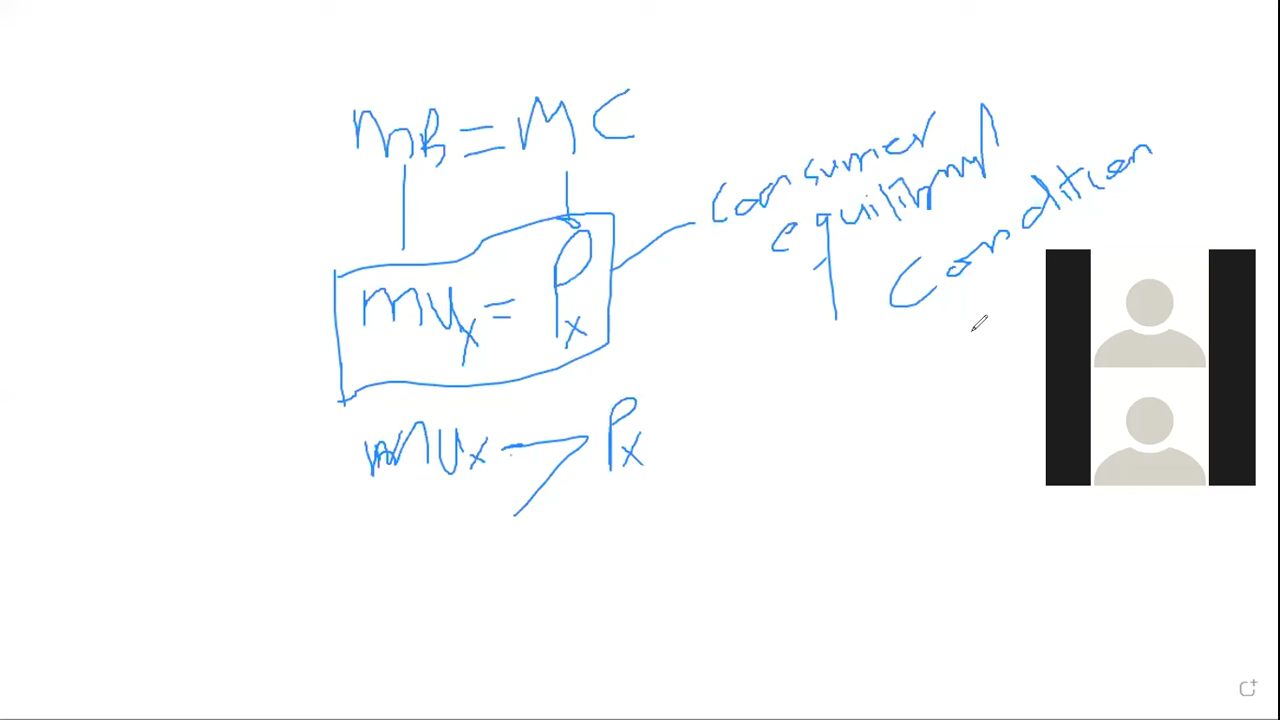 mB = MC
mUx = Px
consumer
equilibrium
Condition
mUx > Px